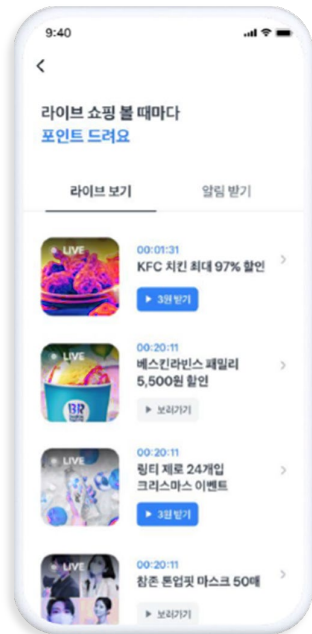 9:40
라이브 쇼핑 볼 때마다
포인트 드려요
라이브 보기
알림 받기
LIVE
00:01:31
KFC 치킨 최대 97% 할인
3원 받기
LIVE
00:20:11
베스킨라빈스 패밀리
5,500원 할인
보러가기
BR
LIVE
00:20:11
링티 제로 24개입
크리스마스 이벤트
3원 받기
LIVE
00:20:11
참존 톤업핏 마스크 50매
보러가기